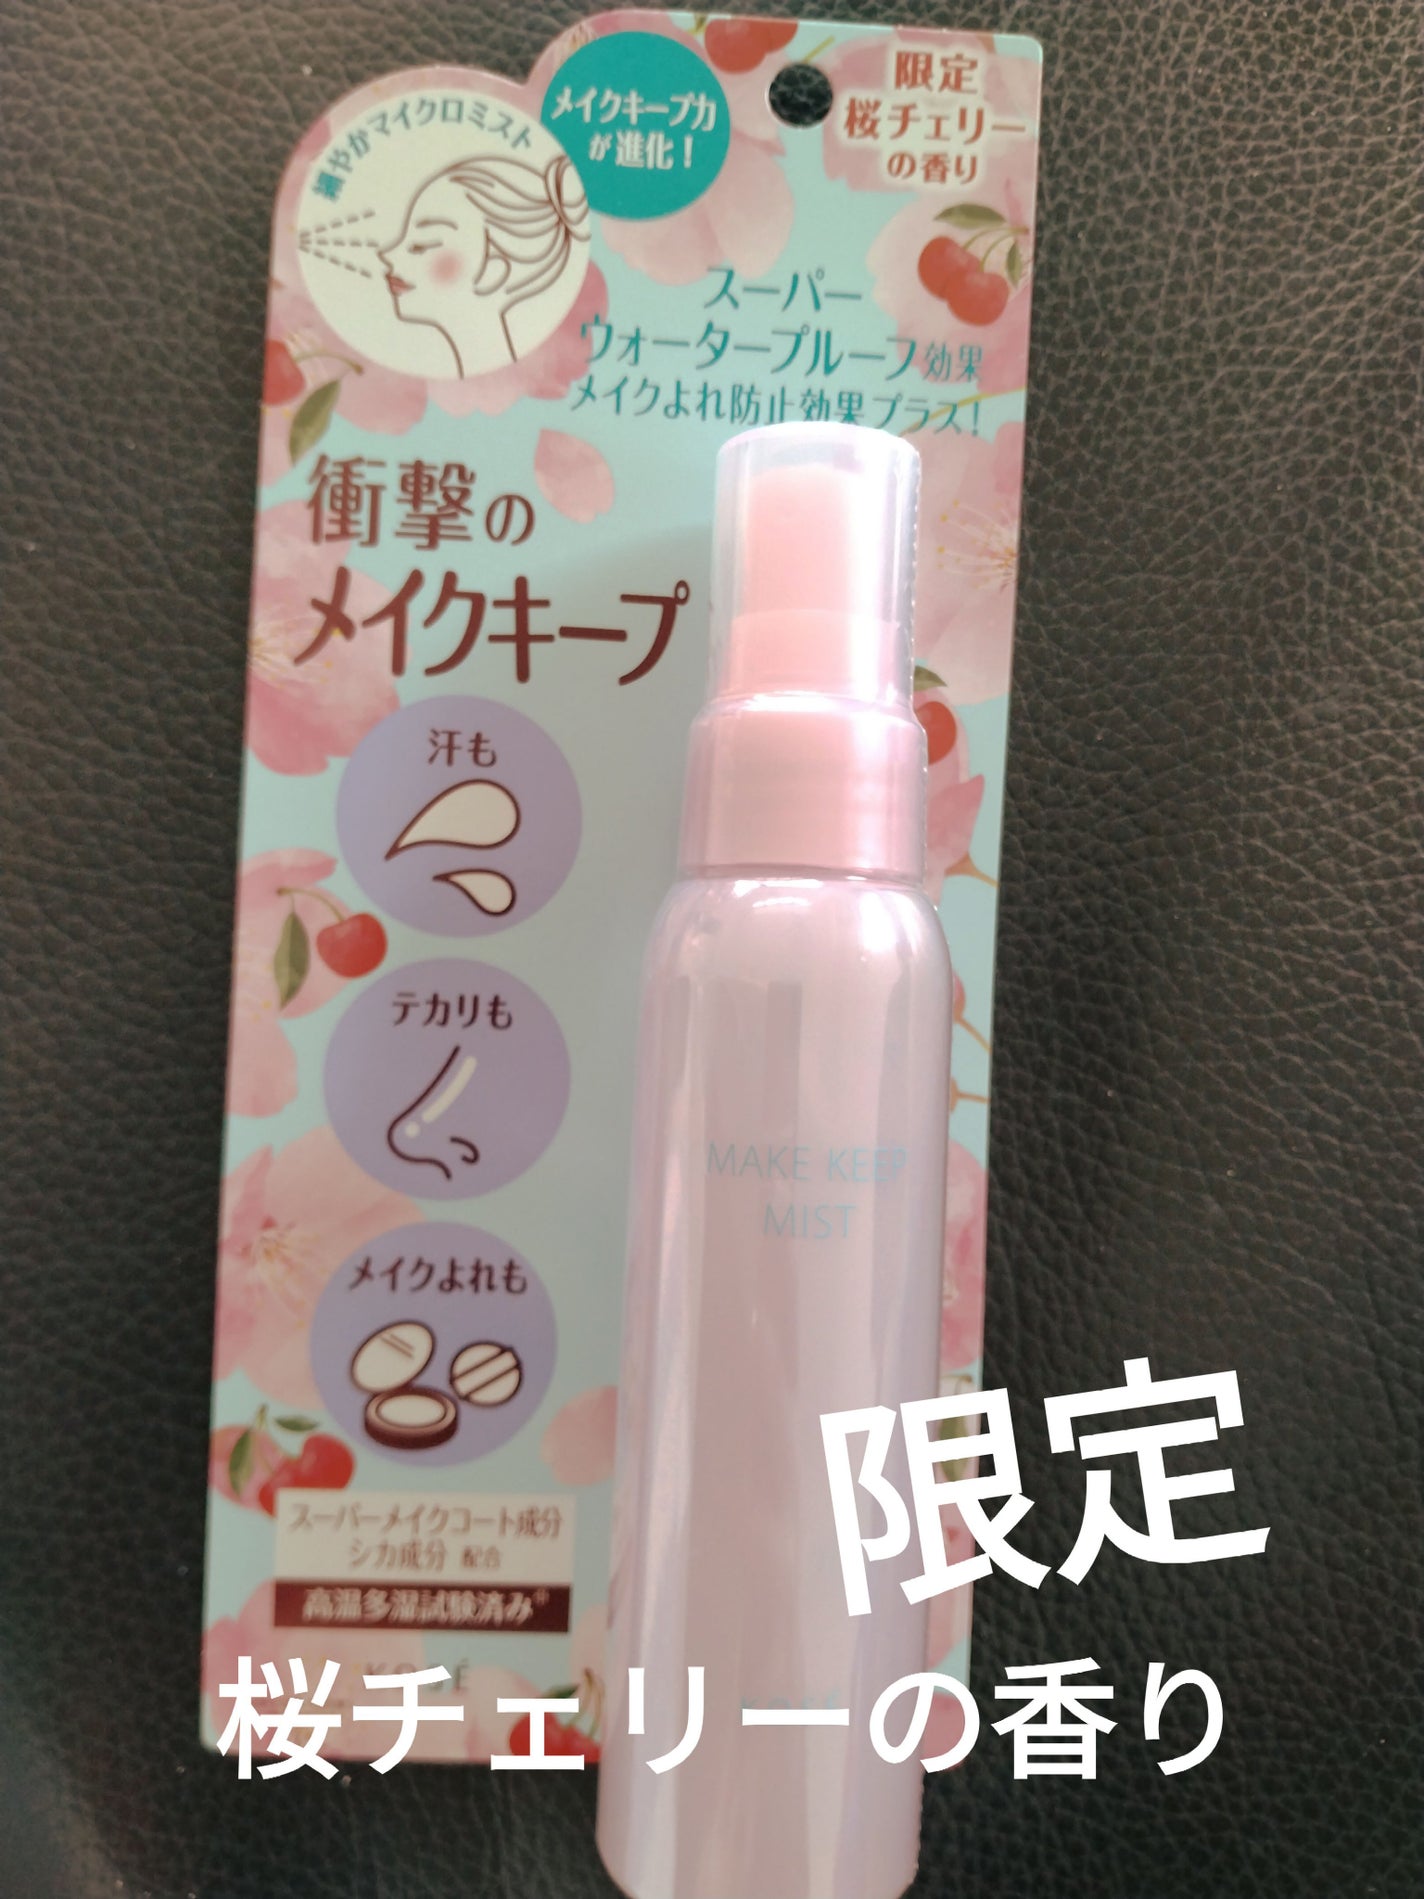 細やかマイクロミスト
メイクキープ力
が進化！
限定
桜チェリー
の香り
スーパー
ウォータープルーフ効果
メイクよれ防止効果プラス！
衝撃の
メイクキープ
汗も
テカリも
メイクよれも
スーパーメイクコート成分
シカ成分 配合
高温多湿試験済み※
KOSÉ
MAKE KEEP
MIST
KOSÉ
限定
桜チェリーの香り